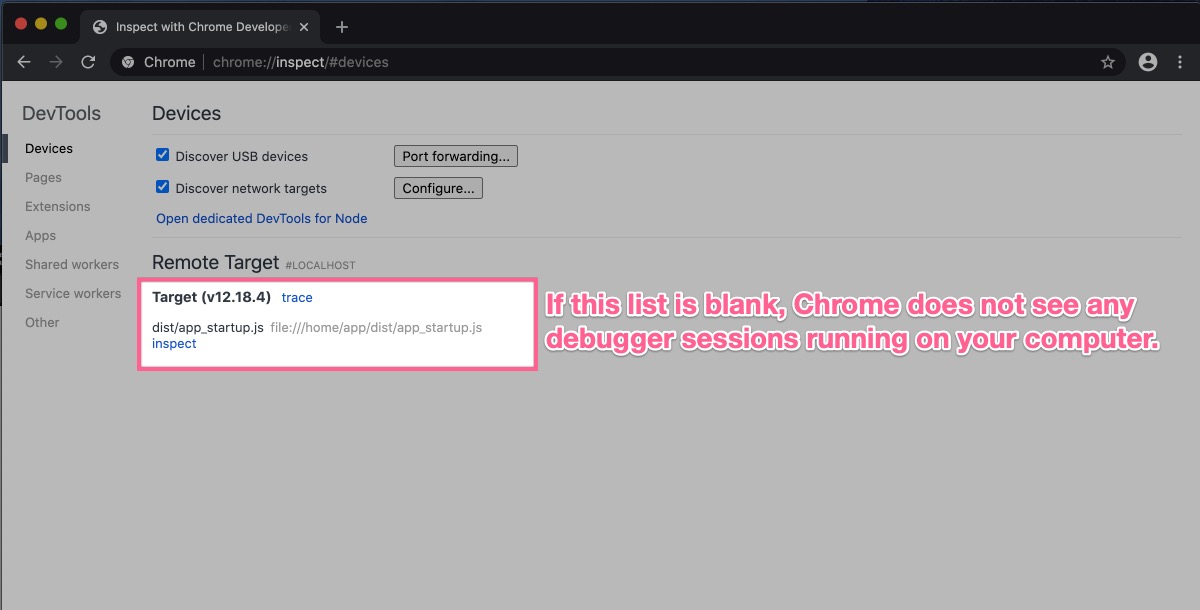 Inspect with Chrome Develope
Chrome chrome://inspect/#devices
DevTools
Devices
Pages
Extensions
Apps
Shared workers
Service workers
Other
Devices
Discover USB devices Port forwarding...
Discover network targets Configure...
Open dedicated DevTools for Node
Remote Target #LOCALHOST
Target (v12.18.4) trace
dist/app_startup.js file:///home/app/dist/app_startup.js
inspect
If this list is blank, Chrome does not see any
debugger sessions running on your computer.